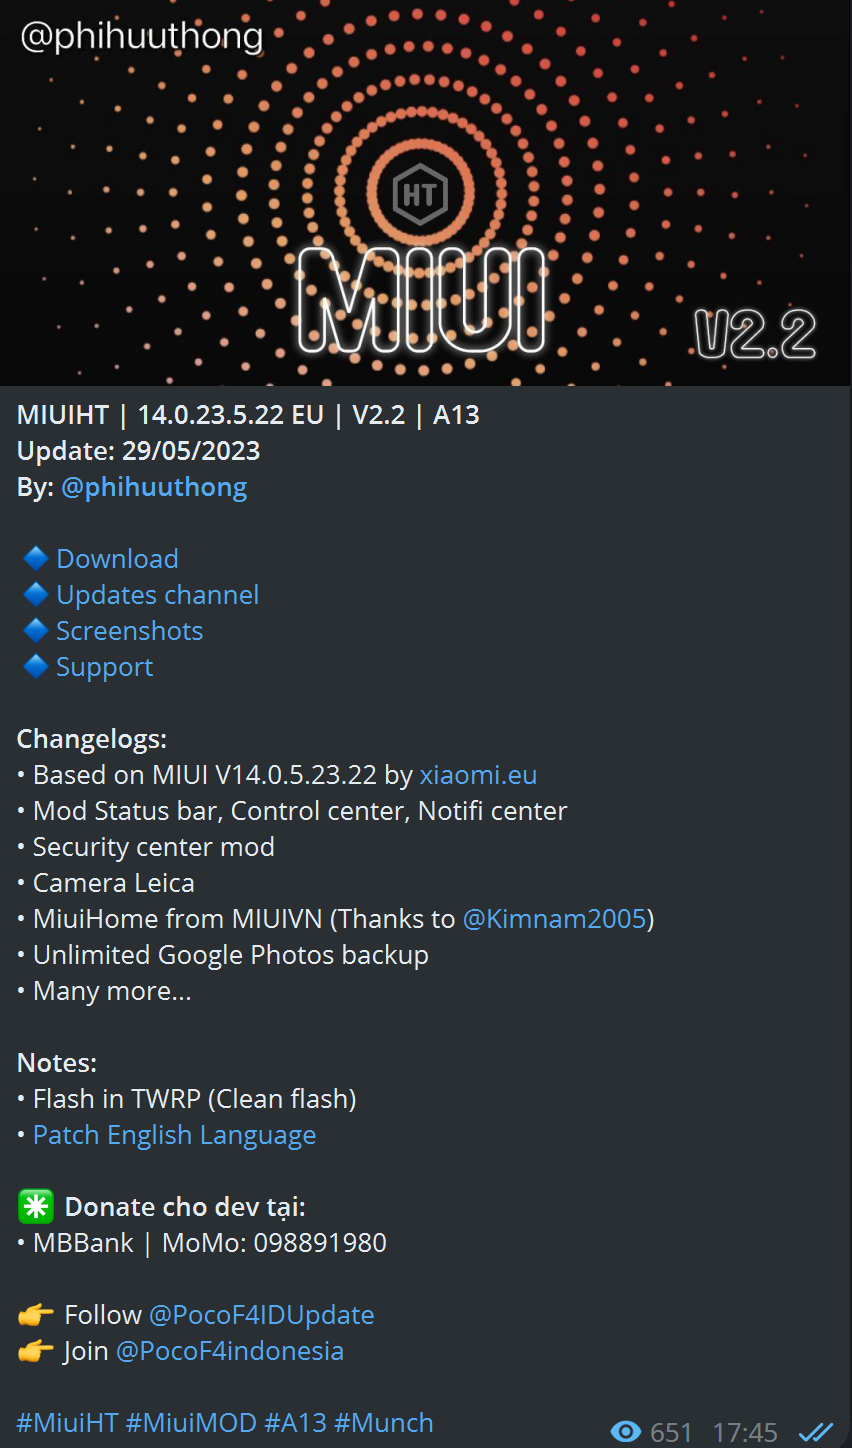 @phihuuthong
HT
MIUI
V2.2
MIUIHT | 14.0.23.5.22 EU | V2.2 | A13
Update: 29/05/2023
By: @phihuuthong
🔷 Download
🔷 Updates channel
🔷 Screenshots
🔷 Support
Changelogs:
• Based on MIUI V14.0.5.23.22 by xiaomi.eu
• Mod Status bar, Control center, Notifi center
• Security center mod
• Camera Leica
• MiuiHome from MIUIVN (Thanks to @Kimnam2005)
• Unlimited Google Photos backup
• Many more...
Notes:
• Flash in TWRP (Clean flash)
• Patch English Language
✳️ Donate cho dev tại:
• MBBank | MoMo: 098891980
👉 Follow @PocoF4IDUpdate
👉 Join @PocoF4indonesia
#MiuiHT #MiuiMOD #A13 #Munch
651 17:45